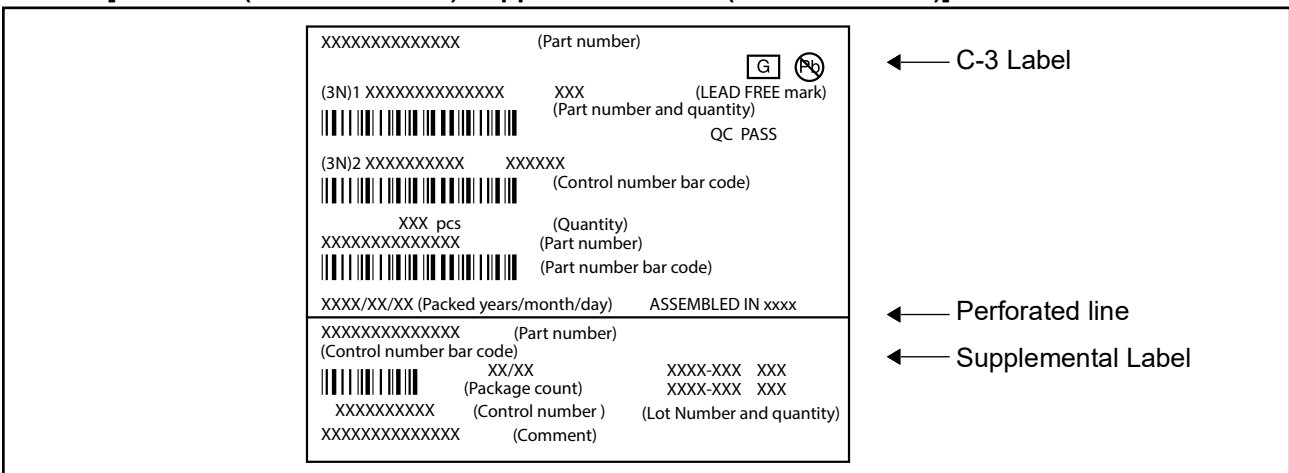 XXXXXXXXXXXXXX (Part number)
C-3 Label
G Pb
(3N)1 XXXXXXXXXXXXXX XXX (LEAD FREE mark)
(Part number and quantity)
QC PASS
(3N)2 XXXXXXXXXX XXXXXX
(Control number bar code)
XXX pcs (Quantity)
XXXXXXXXXXXXXX (Part number)
(Part number bar code)
XXXX/XX/XX (Packed years/month/day) ASSEMBLED IN xxxx
Perforated line
XXXXXXXXXXXXXX (Part number)
(Control number bar code)
Supplemental Label
XX/XX XXXX-XXX XXX
(Package count) XXXX-XXX XXX
XXXXXXXXXX (Control number ) (Lot Number and quantity)
XXXXXXXXXXXXXX (Comment)